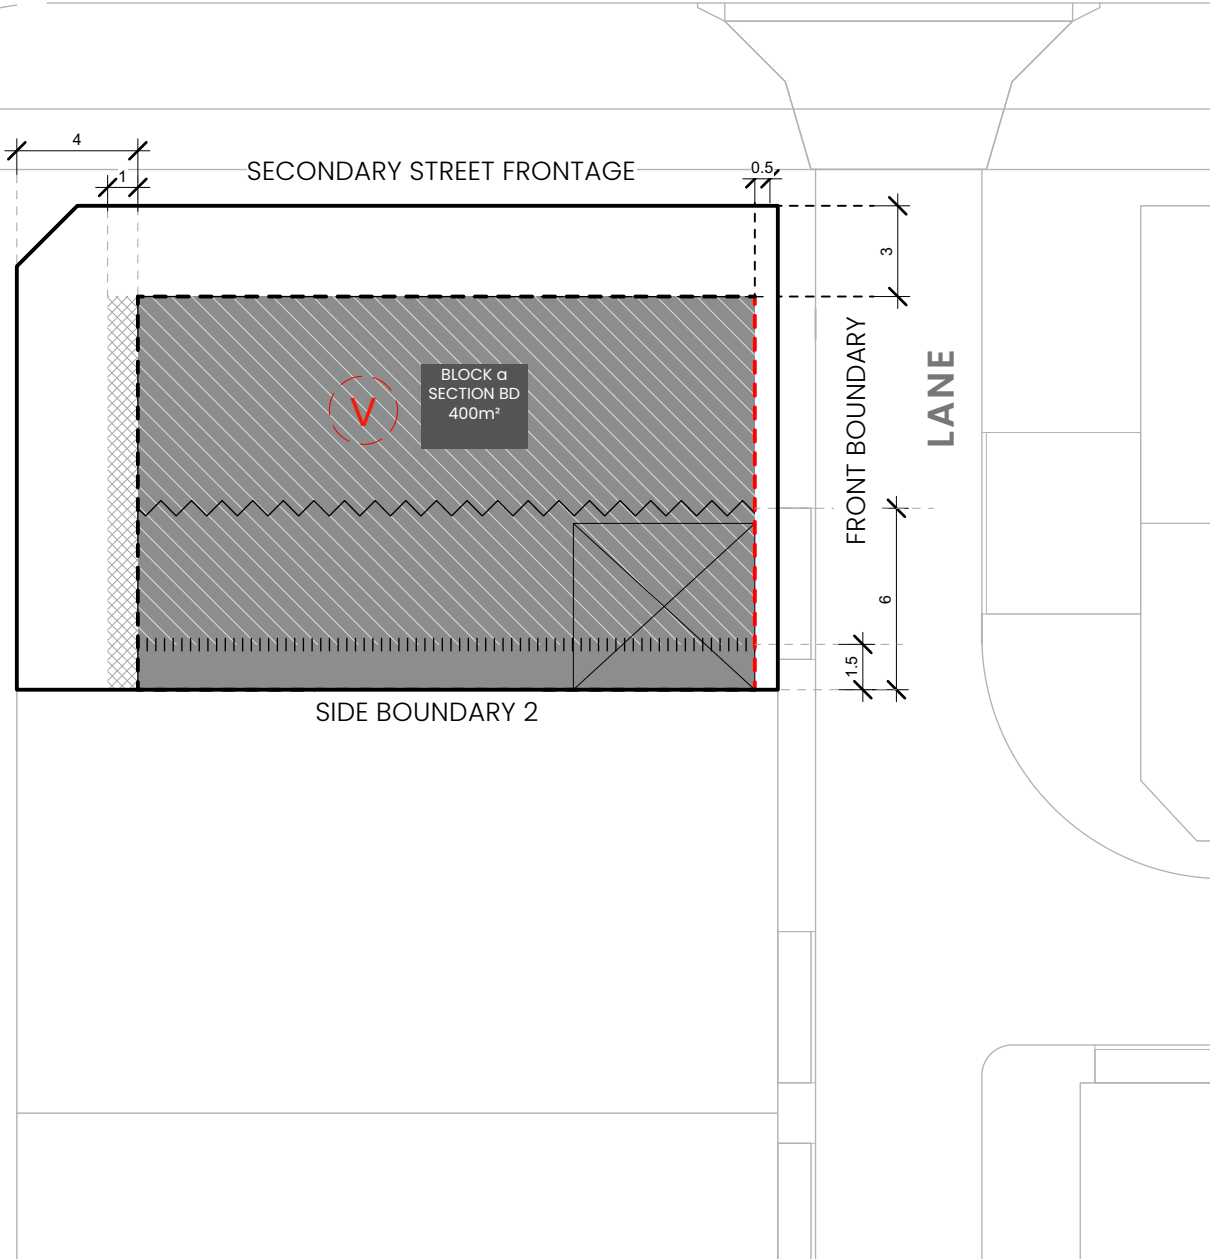 4
1
SECONDARY STREET FRONTAGE
0.5
3
BLOCK a
SECTION BD
400m²
V
FRONT BOUNDARY
LANE
6
1.5
SIDE BOUNDARY 2